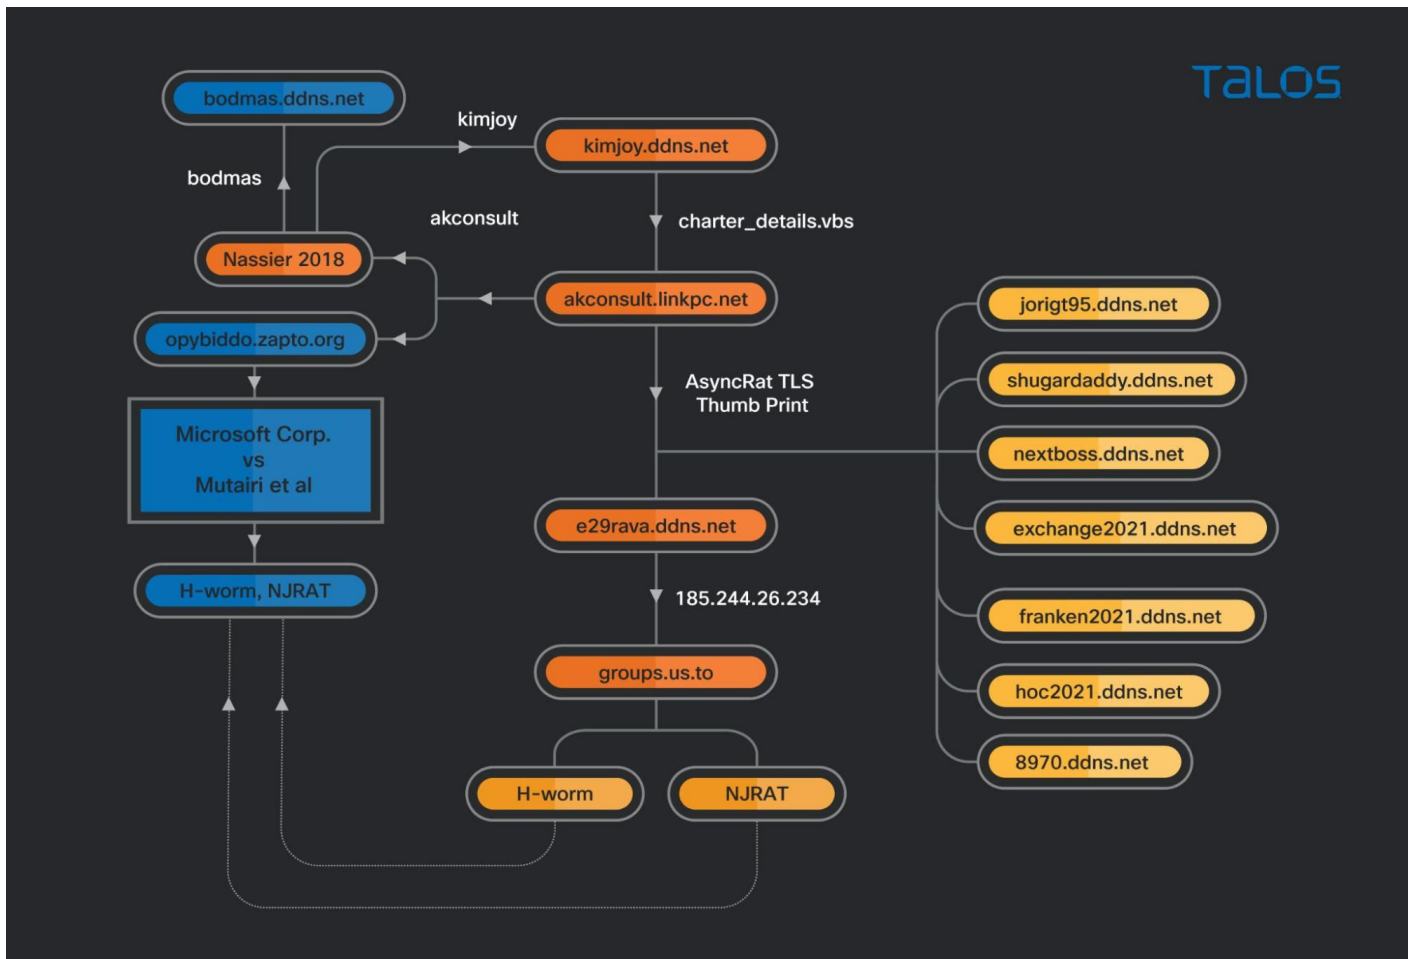 TALOS
bodmas.ddns.net
kimjoy
kimjoy.ddns.net
bodmas
akconsult
charter_details.vbs
Nassier 2018
akconsult.linkpc.net
jorigt95.ddns.net
opybiddo.zapto.org
AsyncRat TLS
Thumb Print
shugardaddy.ddns.net
Microsoft Corp.
vs
Mutairi et al
nextboss.ddns.net
e29rava.ddns.net
exchange2021.ddns.net
H-worm, NJRAT
185.244.26.234
franken2021.ddns.net
groups.us.to
hoc2021.ddns.net
8970.ddns.net
H-worm
NJRAT